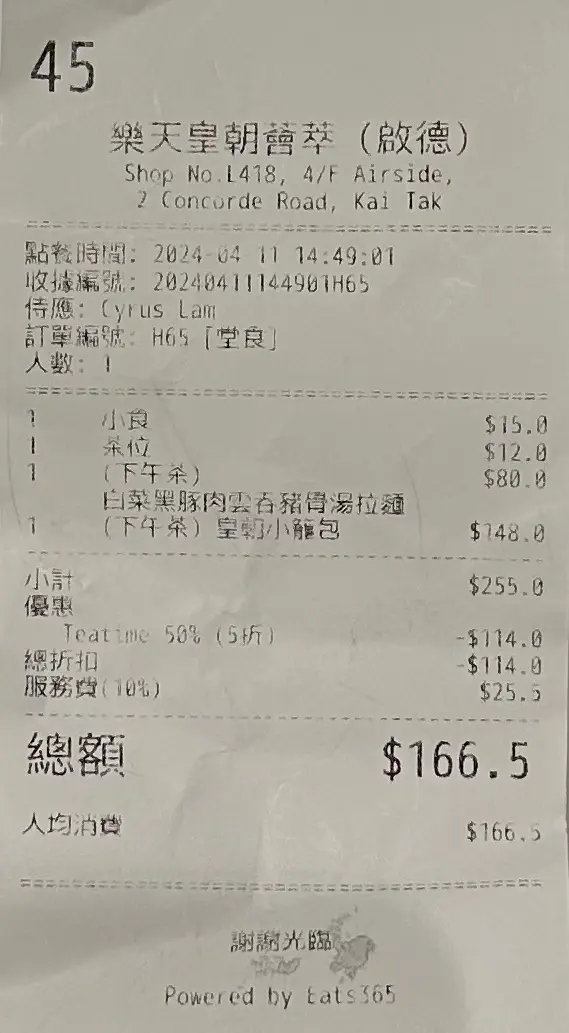 45
樂天皇朝薈萃 (啟德)
Shop No.L418, 4/F Airside,
2 Concorde Road, Kai Tak
點餐時間: 2024-04 11 14:49:01
收據編號: 20240411144901H65
侍應: Cyrus Lam
訂單編號: H65 [堂食]
人數: 1
1 小食 $15.0
1 茶位 $12.0
1 (下午茶) $80.0
白菜黑豚肉雲吞豬骨湯拉麵
1 (下午茶) 皇朝小籠包 $148.0
小計 $255.0
優惠
Teatime 50% (5折) -$114.0
總折扣 -$114.0
服務費(10%) $25.5
總額 $166.5
人均消費 $166.5
謝謝光臨
Powered by Eats365